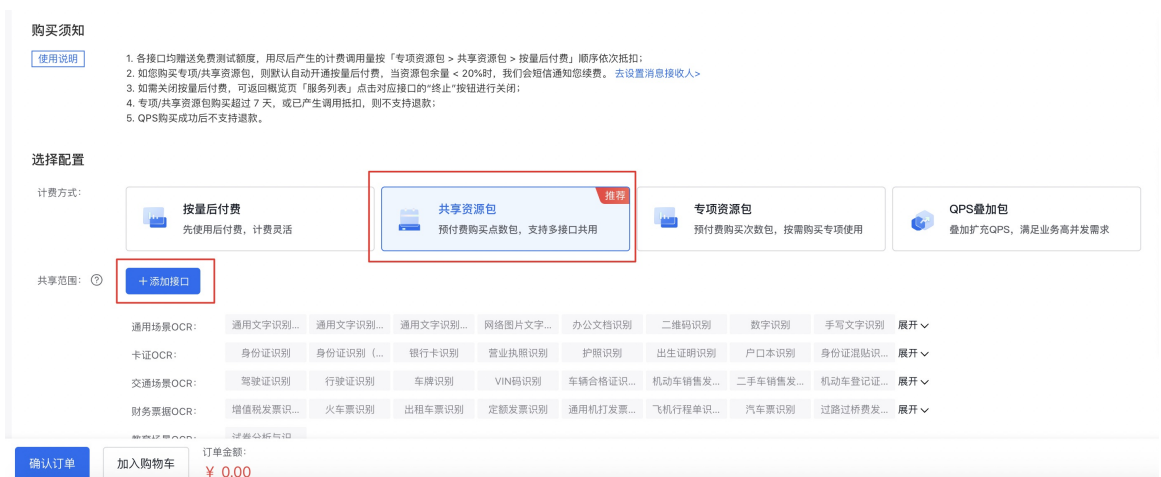 购买须知
使用说明
1. 各接口均赠送免费测试额度，用尽后产生的计费调用量按「专项资源包 > 共享资源包 > 按量后付费」顺序依次抵扣；
2. 如您购买专项/共享资源包，则默认自动开通按量后付费，当资源包余量 < 20%时，我们会短信通知您续费。 去设置消息接收人>
3. 如需关闭按量后付费，可返回概览页「服务列表」点击对应接口的“终止”按钮进行关闭；
4. 专项/共享资源包购买超过 7 天，或已产生调用抵扣，则不支持退款；
5. QPS购买成功后不支持退款。
选择配置
计费方式：
按量后付费
先使用后付费，计费灵活
推荐
共享资源包
预付费购买点数包，支持多接口共用
专项资源包
预付费购买次数包，按需购买专项使用
QPS叠加包
叠加扩充QPS，满足业务高并发需求
共享范围： ?
＋添加接口
通用场景OCR： 通用文字识别... 通用文字识别... 通用文字识别... 网络图片文字... 办公文档识别 二维码识别 数字识别 手写文字识别 展开
卡证OCR： 身份证识别 身份证识别（... 银行卡识别 营业执照识别 护照识别 出生证明识别 户口本识别 身份证混贴识... 展开
交通场景OCR： 驾驶证识别 行驶证识别 车牌识别 VIN码识别 车辆合格证识... 机动车销售发... 二手车销售发... 机动车登记证... 展开
财务票据OCR： 增值税发票识... 火车票识别 出租车票识别 定额发票识别 通用机打发票... 飞机行程单识... 汽车票识别 过路过桥费发... 展开
确认订单
加入购物车
订单金额：
¥ 0.00